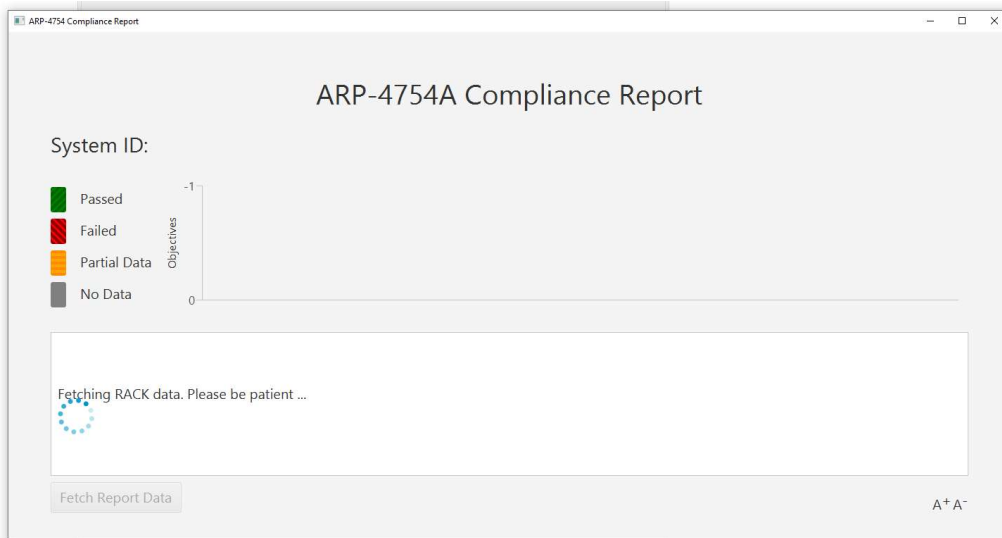 ARP-4754 Compliance Report
ARP-4754A Compliance Report
System ID:
Passed
Failed
Partial Data
No Data
-1
Objectives
0
Fetching RACK data. Please be patient ...
Fetch Report Data
A+ A-